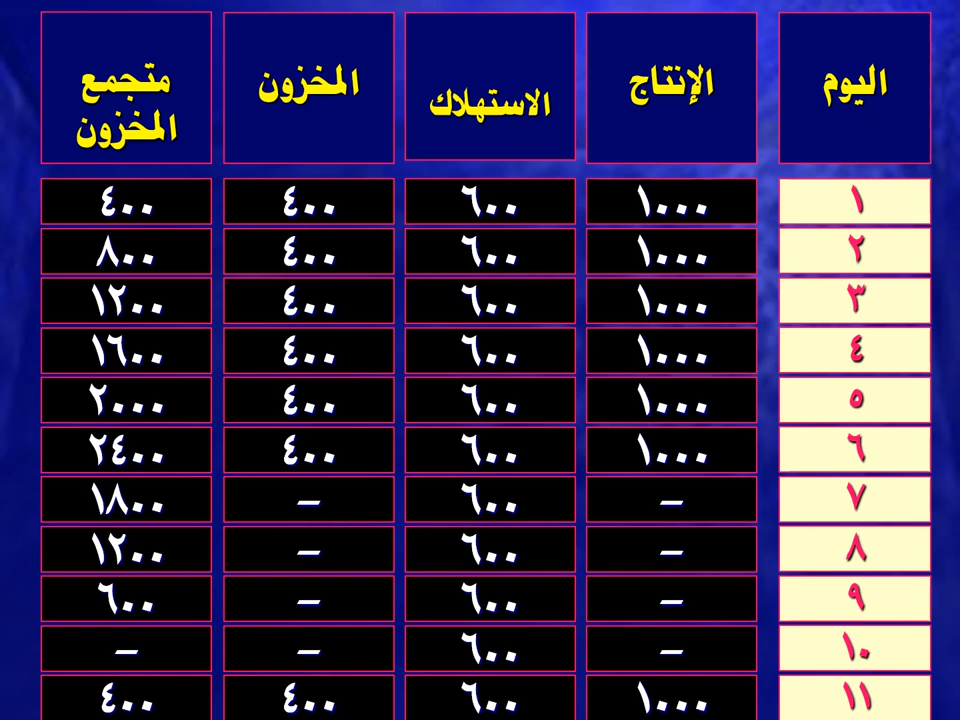 اليوم الإنتاج الاستهلاك المخزون متجمع المخزون
١ ١٠٠٠ ٦٠٠ ٤٠٠ ٤٠٠
٢ ١٠٠٠ ٦٠٠ ٤٠٠ ٨٠٠
٣ ١٠٠٠ ٦٠٠ ٤٠٠ ١٢٠٠
٤ ١٠٠٠ ٦٠٠ ٤٠٠ ١٦٠٠
٥ ١٠٠٠ ٦٠٠ ٤٠٠ ٢٠٠٠
٦ ١٠٠٠ ٦٠٠ ٤٠٠ ٢٤٠٠
٧ – ٦٠٠ – ١٨٠٠
٨ – ٦٠٠ – ١٢٠٠
٩ – ٦٠٠ – ٦٠٠
١٠ – ٦٠٠ – –
١١ ١٠٠٠ ٦٠٠ ٤٠٠ ٤٠٠